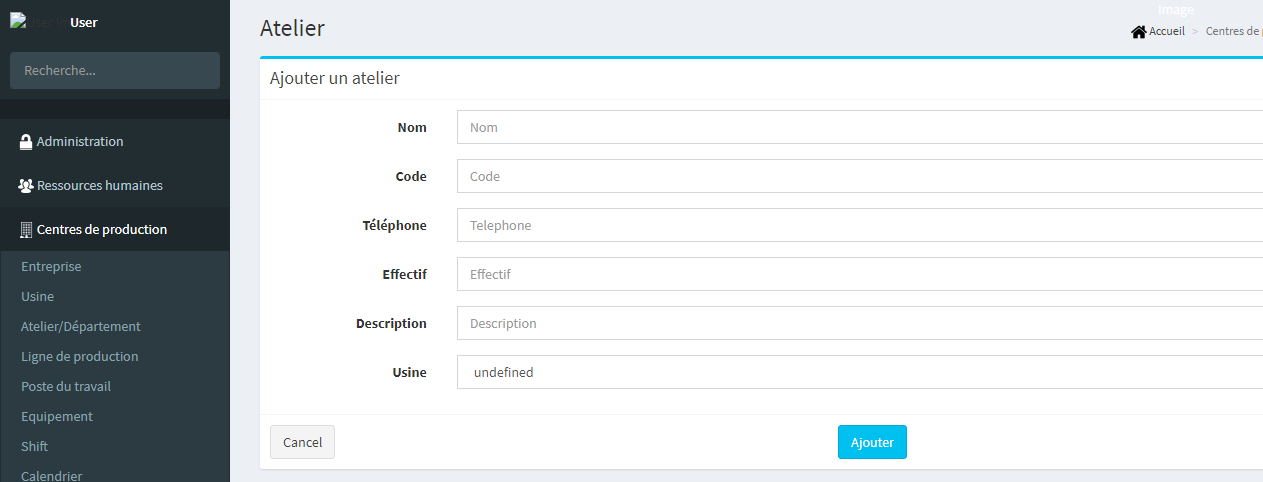 User
Image
Atelier
Accueil > Centres de
Recherche...
Ajouter un atelier
Nom
Nom
Administration
Code
Code
Ressources humaines
Téléphone
Telephone
Centres de production
Effectif
Effectif
Entreprise
Usine
Description
Description
Atelier/Département
Ligne de production
Usine
undefined
Poste du travail
Equipement
Cancel
Ajouter
Shift
Calendrier